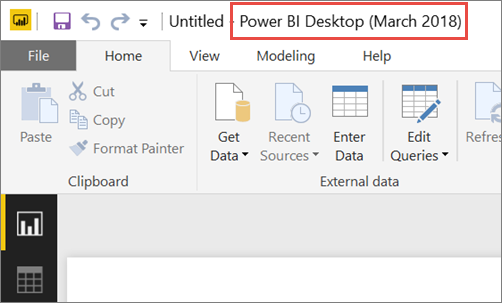 Untitled - Power BI Desktop (March 2018)
File Home View Modeling Help
Paste
Cut
Copy
Format Painter
Clipboard
Get Data
Recent Sources
Enter Data
Edit Queries
External data